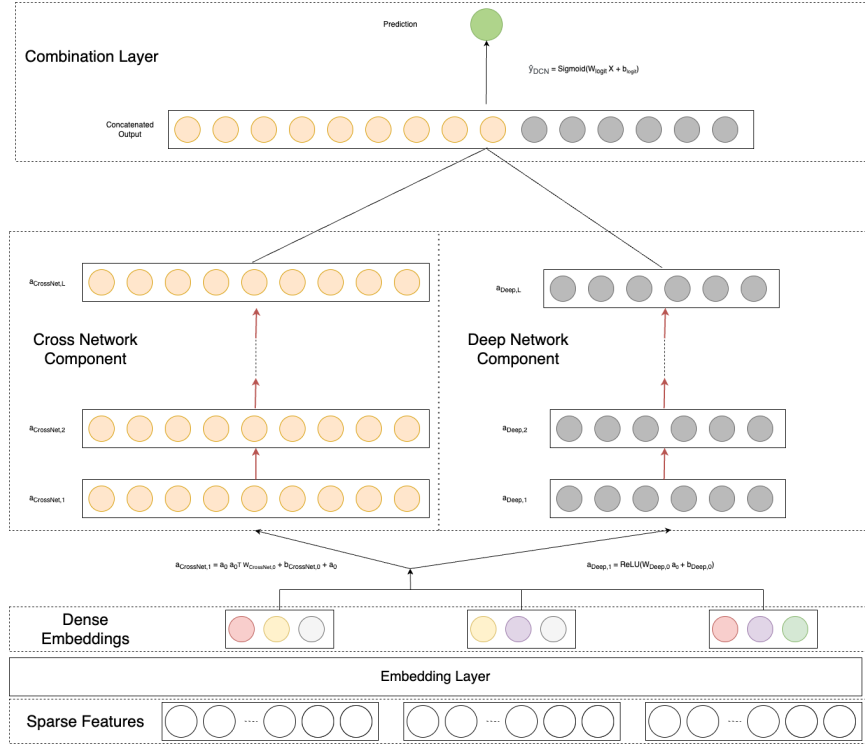 Prediction
Combination Layer
ŷDCN = Sigmoid(Wlogit X + blogit)
Concatenated
Output
aCrossNet,L
aDeep,L
Cross Network
Component
Deep Network
Component
aCrossNet,2
aDeep,2
aCrossNet,1
aDeep,1
aCrossNet,1 = a0 a0T WCrossNet,0 + bCrossNet,0 + a0
aDeep,1 = ReLU(WDeep,0 a0 + bDeep,0)
Dense
Embeddings
Embedding Layer
Sparse Features